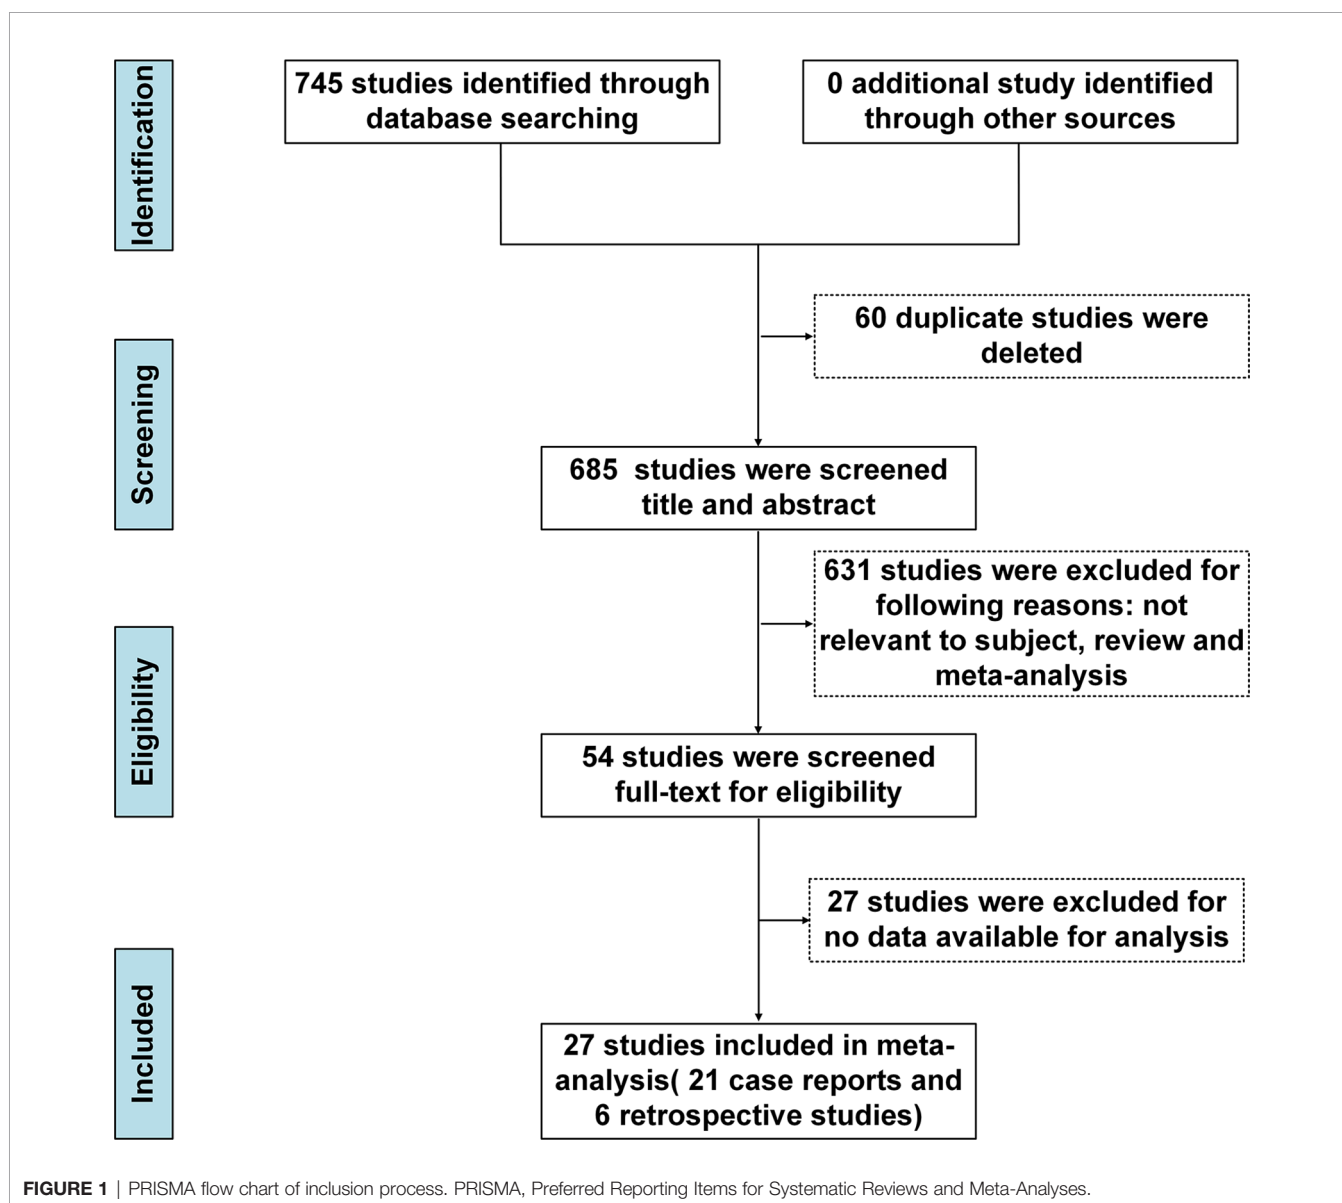 Identification
745 studies identified through
database searching
0 additional study identified
through other sources
60 duplicate studies were
deleted
Screening
685 studies were screened
title and abstract
631 studies were excluded for
following reasons: not
relevant to subject, review and
meta-analysis
Eligibility
54 studies were screened
full-text for eligibility
27 studies were excluded for
no data available for analysis
Included
27 studies included in meta-
analysis( 21 case reports and
6 retrospective studies)
FIGURE 1 | PRISMA flow chart of inclusion process. PRISMA, Preferred Reporting Items for Systematic Reviews and Meta-Analyses.